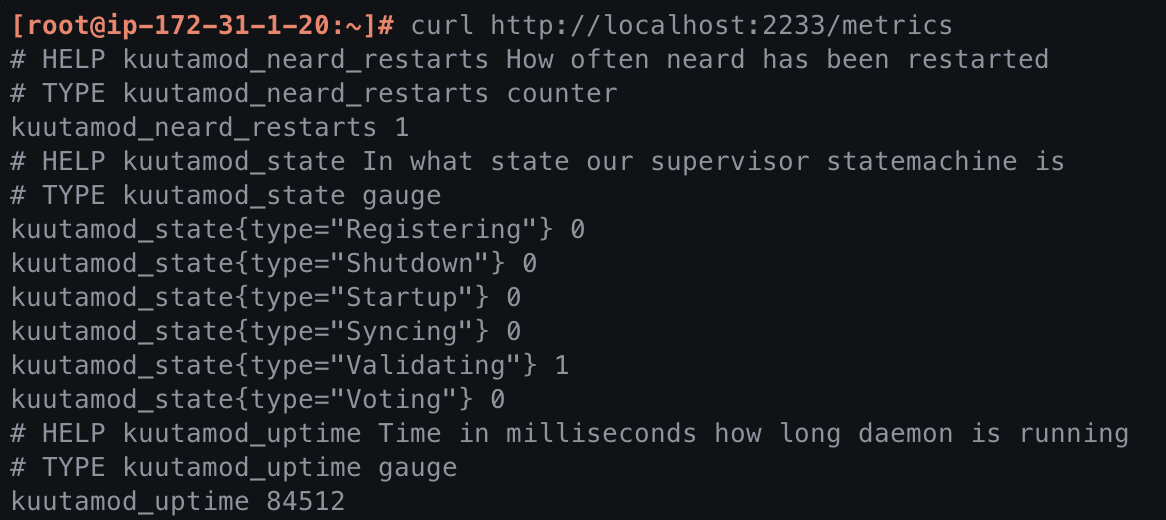 [root@ip-172-31-1-20:~]# curl http://localhost:2233/metrics
# HELP kuutamod_neard_restarts How often neard has been restarted
# TYPE kuutamod_neard_restarts counter
kuutamod_neard_restarts 1
# HELP kuutamod_state In what state our supervisor statemachine is
# TYPE kuutamod_state gauge
kuutamod_state{type="Registering"} 0
kuutamod_state{type="Shutdown"} 0
kuutamod_state{type="Startup"} 0
kuutamod_state{type="Syncing"} 0
kuutamod_state{type="Validating"} 1
kuutamod_state{type="Voting"} 0
# HELP kuutamod_uptime Time in milliseconds how long daemon is running
# TYPE kuutamod_uptime gauge
kuutamod_uptime 84512